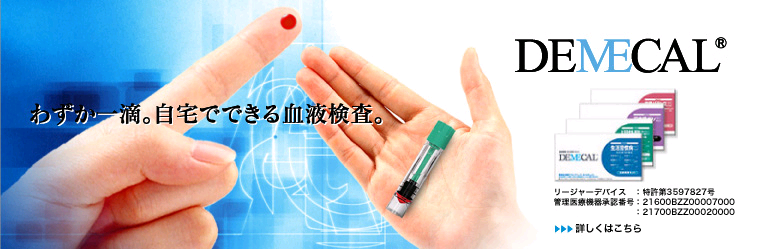 わずか一滴。自宅でできる血液検査。
DEMECAL®
DEMECAL
リージャーデバイス ：特許第3597827号
管理医療機器承認番号：21600BZZ00007000
：21700BZZ00020000
詳しくはこちら